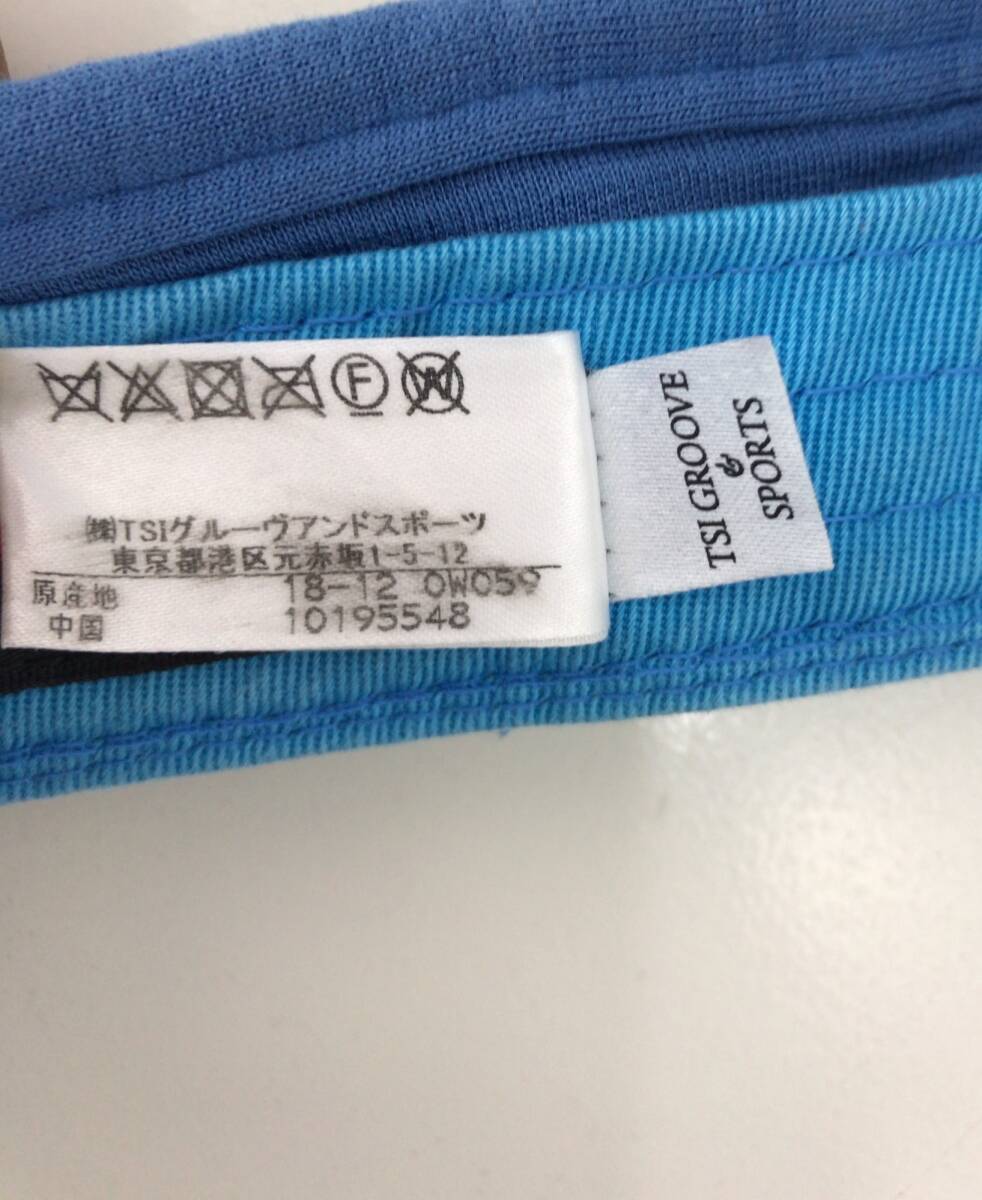 F W
㈱TSIグルーヴアンドスポーツ
東京都港区元赤坂1-5-12
原産地 18-12 0W059
中国 10195548
TSI GROOVE
&
SPORTS